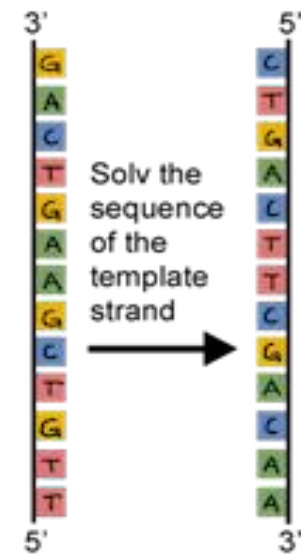 3' 5'
G C
A T
C G
T A
G C
A T
A T
G C
C G
T A
G C
T A
T A
Solv the
sequence
of the
template
strand
5' 3'